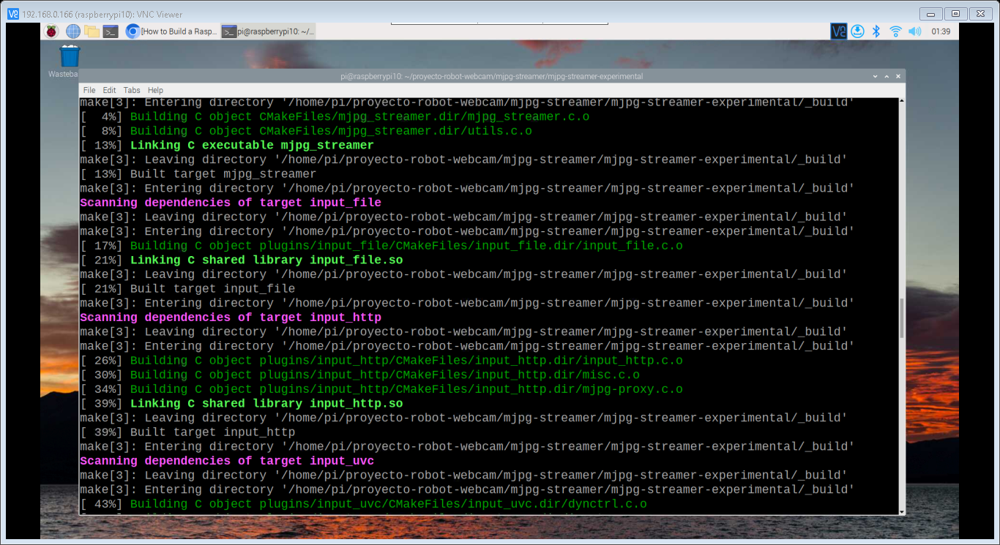 192.168.0.166 (raspberrypi10): VNC Viewer
[How to Build a Rasp...
pi@raspberrypi10: ~/...
01:39
Wasteba
pi@raspberrypi10: ~/proyecto-robot-webcam/mjpg-streamer/mjpg-streamer-experimental
File Edit Tabs Help
make[3]: Entering directory '/home/pi/proyecto-robot-webcam/mjpg-streamer/mjpg-streamer-experimental/_build'
[  4%] Building C object CMakeFiles/mjpg_streamer.dir/mjpg_streamer.c.o
[  8%] Building C object CMakeFiles/mjpg_streamer.dir/utils.c.o
[ 13%] Linking C executable mjpg_streamer
make[3]: Leaving directory '/home/pi/proyecto-robot-webcam/mjpg-streamer/mjpg-streamer-experimental/_build'
[ 13%] Built target mjpg_streamer
make[3]: Entering directory '/home/pi/proyecto-robot-webcam/mjpg-streamer/mjpg-streamer-experimental/_build'
Scanning dependencies of target input_file
make[3]: Leaving directory '/home/pi/proyecto-robot-webcam/mjpg-streamer/mjpg-streamer-experimental/_build'
make[3]: Entering directory '/home/pi/proyecto-robot-webcam/mjpg-streamer/mjpg-streamer-experimental/_build'
[ 17%] Building C object plugins/input_file/CMakeFiles/input_file.dir/input_file.c.o
[ 21%] Linking C shared library input_file.so
make[3]: Leaving directory '/home/pi/proyecto-robot-webcam/mjpg-streamer/mjpg-streamer-experimental/_build'
[ 21%] Built target input_file
make[3]: Entering directory '/home/pi/proyecto-robot-webcam/mjpg-streamer/mjpg-streamer-experimental/_build'
Scanning dependencies of target input_http
make[3]: Leaving directory '/home/pi/proyecto-robot-webcam/mjpg-streamer/mjpg-streamer-experimental/_build'
make[3]: Entering directory '/home/pi/proyecto-robot-webcam/mjpg-streamer/mjpg-streamer-experimental/_build'
[ 26%] Building C object plugins/input_http/CMakeFiles/input_http.dir/input_http.c.o
[ 30%] Building C object plugins/input_http/CMakeFiles/input_http.dir/misc.c.o
[ 34%] Building C object plugins/input_http/CMakeFiles/input_http.dir/mjpg-proxy.c.o
[ 39%] Linking C shared library input_http.so
make[3]: Leaving directory '/home/pi/proyecto-robot-webcam/mjpg-streamer/mjpg-streamer-experimental/_build'
[ 39%] Built target input_http
make[3]: Entering directory '/home/pi/proyecto-robot-webcam/mjpg-streamer/mjpg-streamer-experimental/_build'
Scanning dependencies of target input_uvc
make[3]: Leaving directory '/home/pi/proyecto-robot-webcam/mjpg-streamer/mjpg-streamer-experimental/_build'
make[3]: Entering directory '/home/pi/proyecto-robot-webcam/mjpg-streamer/mjpg-streamer-experimental/_build'
[ 43%] Building C object plugins/input_uvc/CMakeFiles/input_uvc.dir/dynctrl.c.o